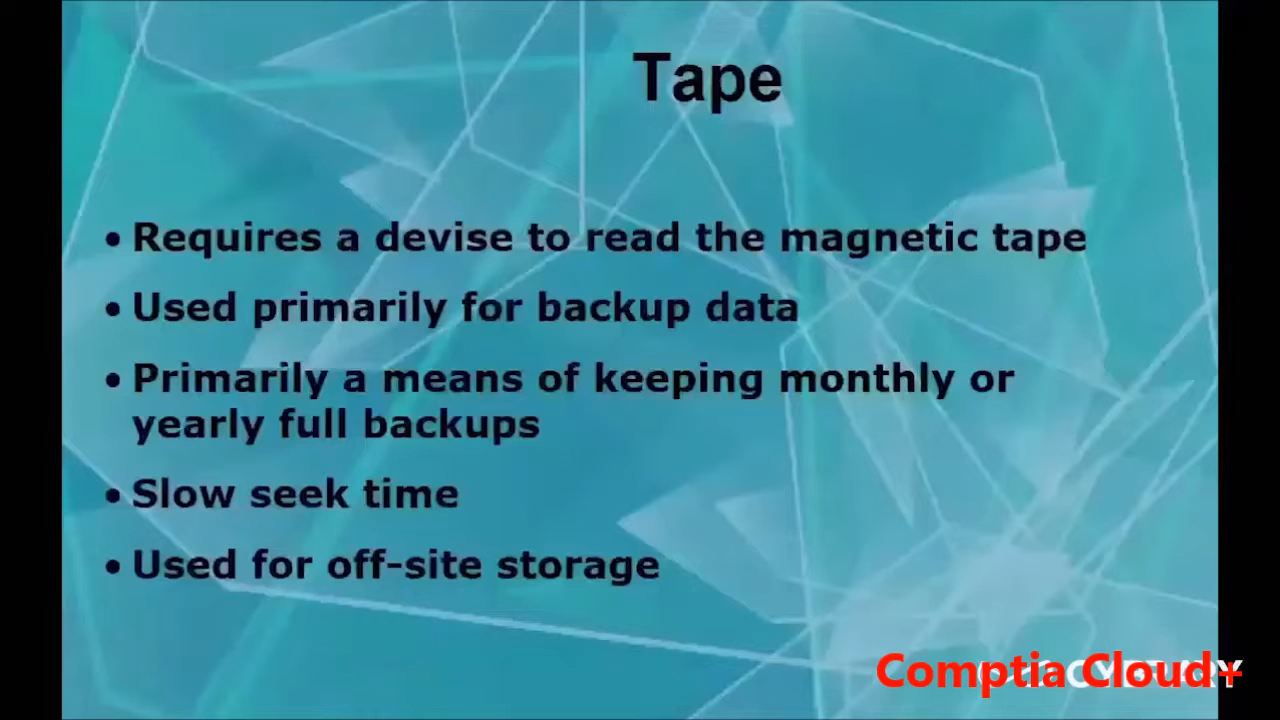 Tape
• Requires a devise to read the magnetic tape
• Used primarily for backup data
• Primarily a means of keeping monthly or
yearly full backups
• Slow seek time
• Used for off-site storage
Comptia Cloud+